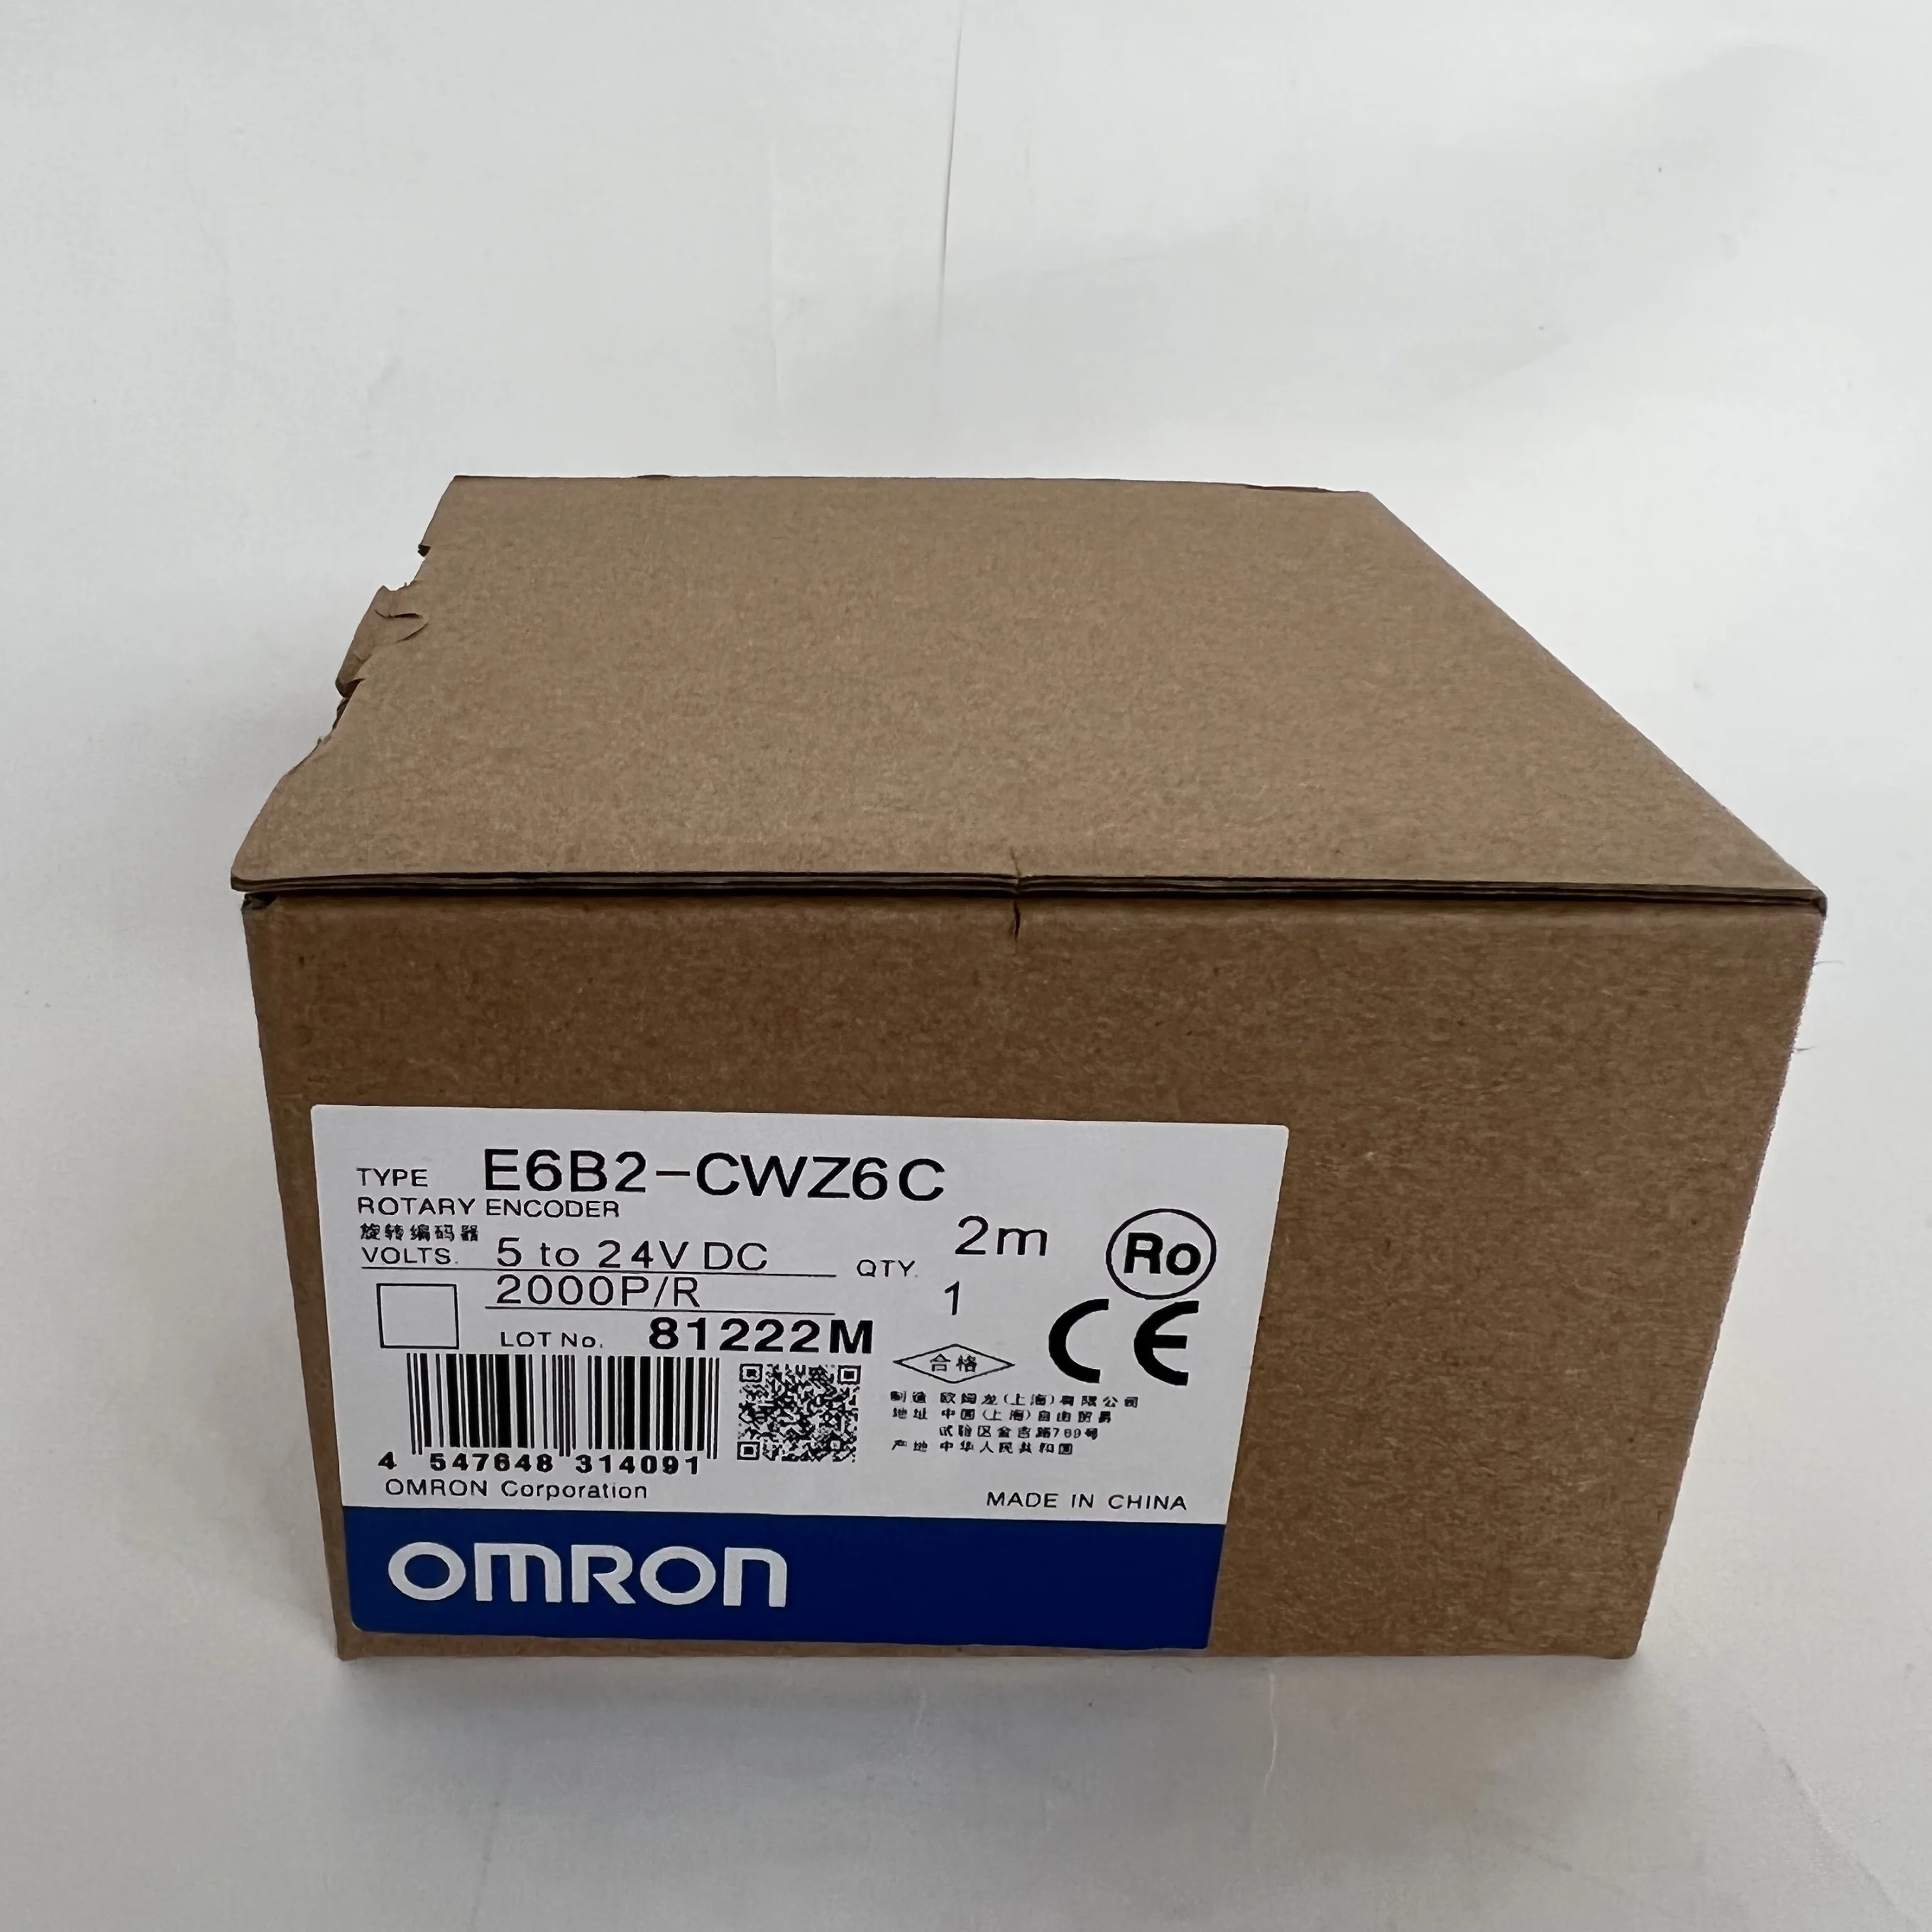 TYPE E6B2-CWZ6C
ROTARY ENCODER
旋转编码器
2m
VOLTS. 5 to 24V DC
QTY. 1
2000P/R
Ro
CE
LOT No. 81222M
合格
制造 欧姆龙(上海)有限公司
地址 中国(上海)自由贸易
试验区金吉路789号
产地 中华人民共和国
4 547648 314091
OMRON Corporation
MADE IN CHINA
OMRON